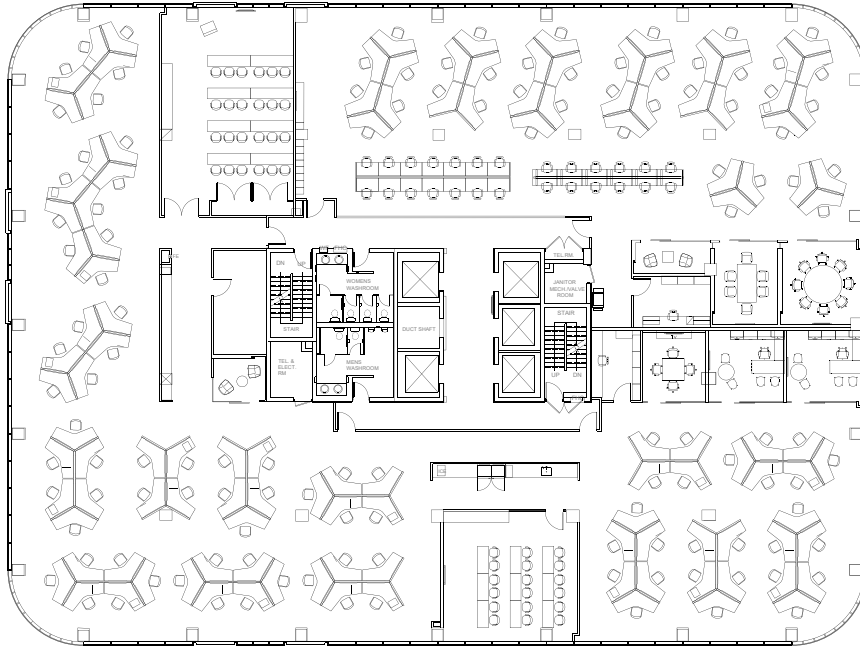 TEL.RM.
DN
UP
WOMENS
WASHROOM
JANITOR
MECH./VALVE
ROOM
STAIR
DUCT SHAFT
STAIR
TEL. &
ELECT.
RM
MENS
WASHROOM
UP
DN